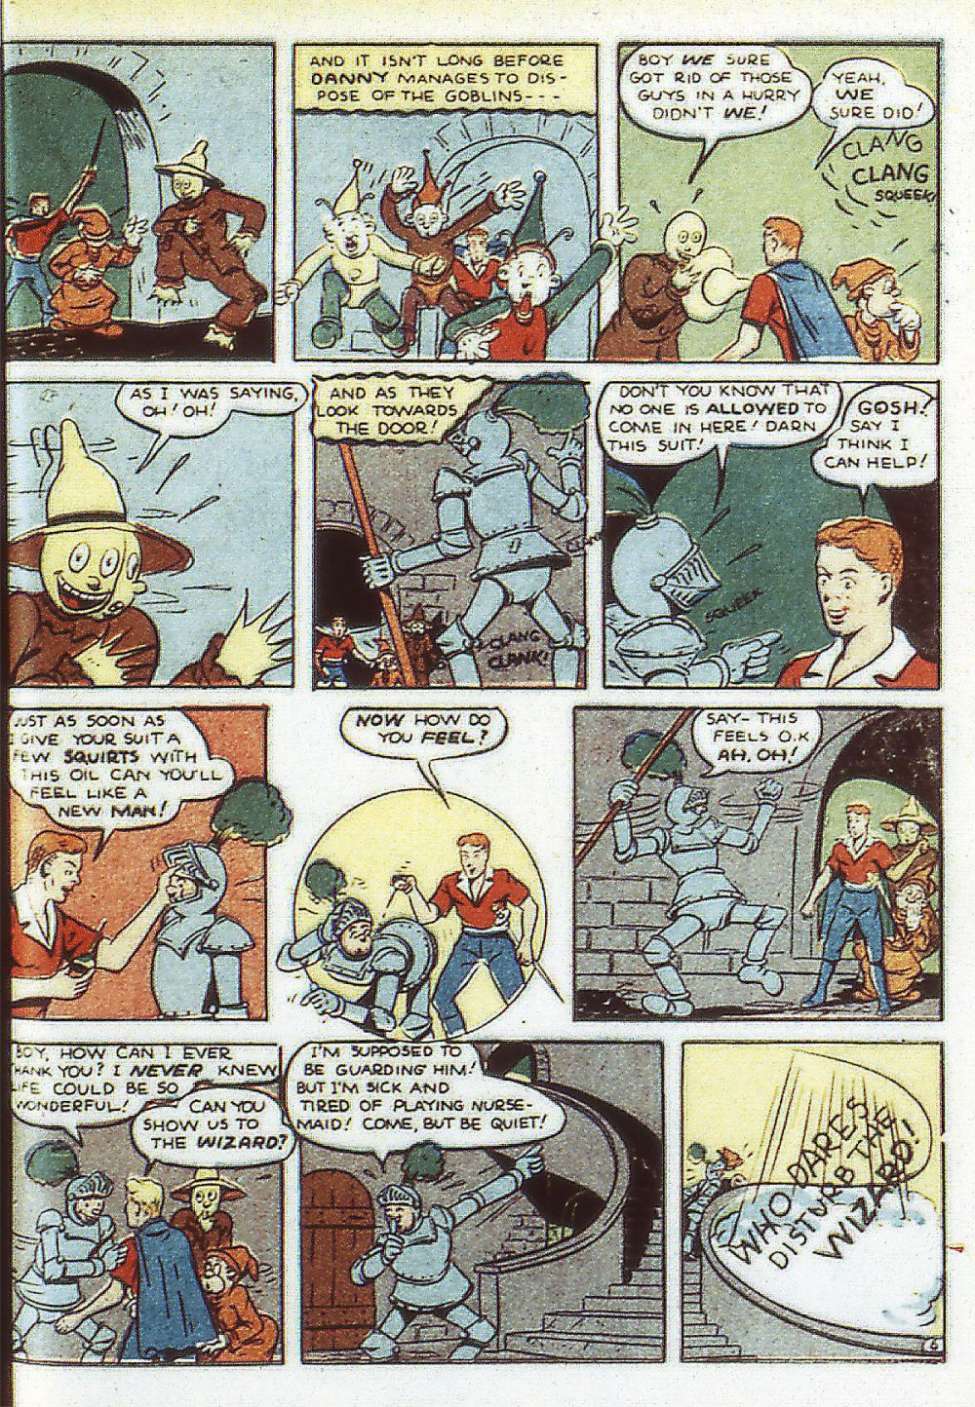 AND IT ISN'T LONG BEFORE
DANNY MANAGES TO DIS-
POSE OF THE GOBLINS---
BOY WE SURE
GOT RID OF THOSE
GUYS IN A HURRY
DIDN'T WE!
YEAH,
WE
SURE DID!
CLANG
CLANG
SQUEEK!
AS I WAS SAYING,
OH! OH!
AND AS THEY
LOOK TOWARDS
THE DOOR!
CLANG
CLANK!
DON'T YOU KNOW THAT
NO ONE IS ALLOWED TO
COME IN HERE! DARN
THIS SUIT!
GOSH!
SAY I
THINK I
CAN HELP!
SQUEEK
JUST AS SOON AS
I GIVE YOUR SUIT A
FEW SQUIRTS WITH
THIS OIL CAN YOU'LL
FEEL LIKE A
NEW MAN!
NOW HOW DO
YOU FEEL?
SAY- THIS
FEELS O.K
AH, OH!
BOY, HOW CAN I EVER
THANK YOU? I NEVER KNEW
LIFE COULD BE SO
WONDERFUL!
CAN YOU
SHOW US TO
THE WIZARD?
I'M SUPPOSED TO
BE GUARDING HIM!
BUT I'M SICK AND
TIRED OF PLAYING NURSE-
MAID! COME, BUT BE QUIET!
WHO DARES
DISTURB THE
WIZARD!